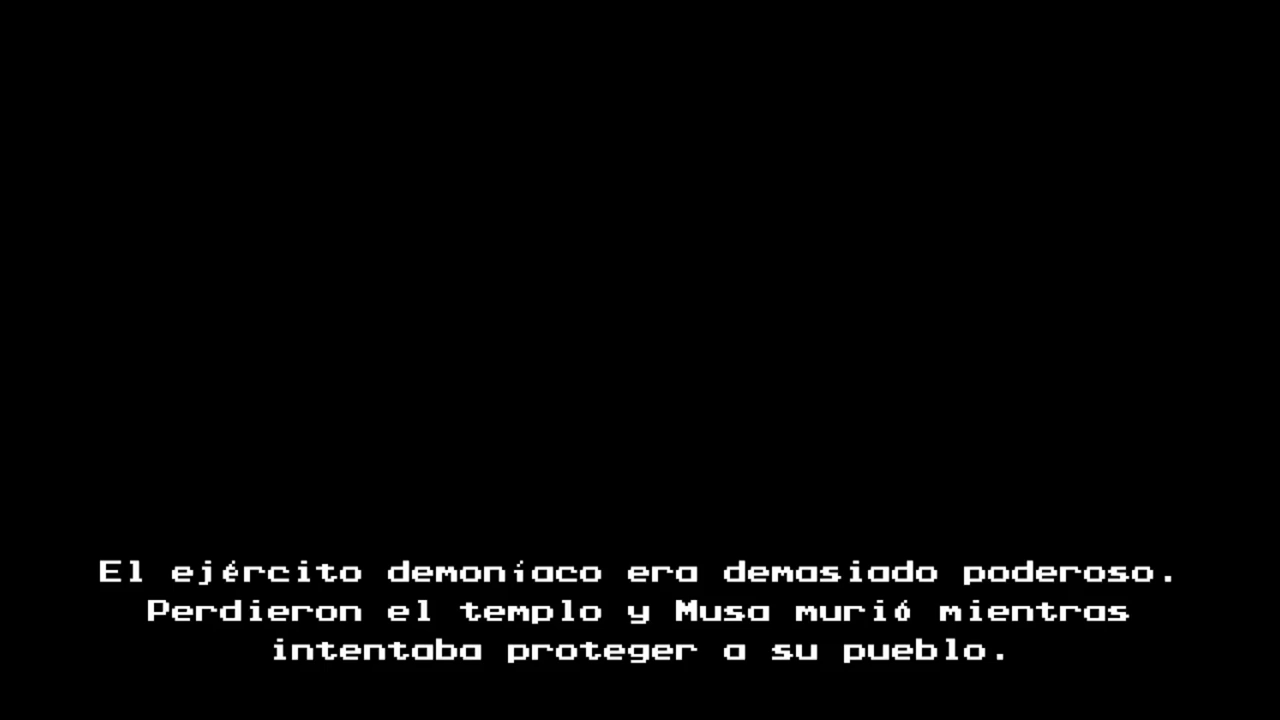 El ejército demoníaco era demasiado poderoso.
Perdieron el templo y Musa murió mientras
intentaba proteger a su pueblo.